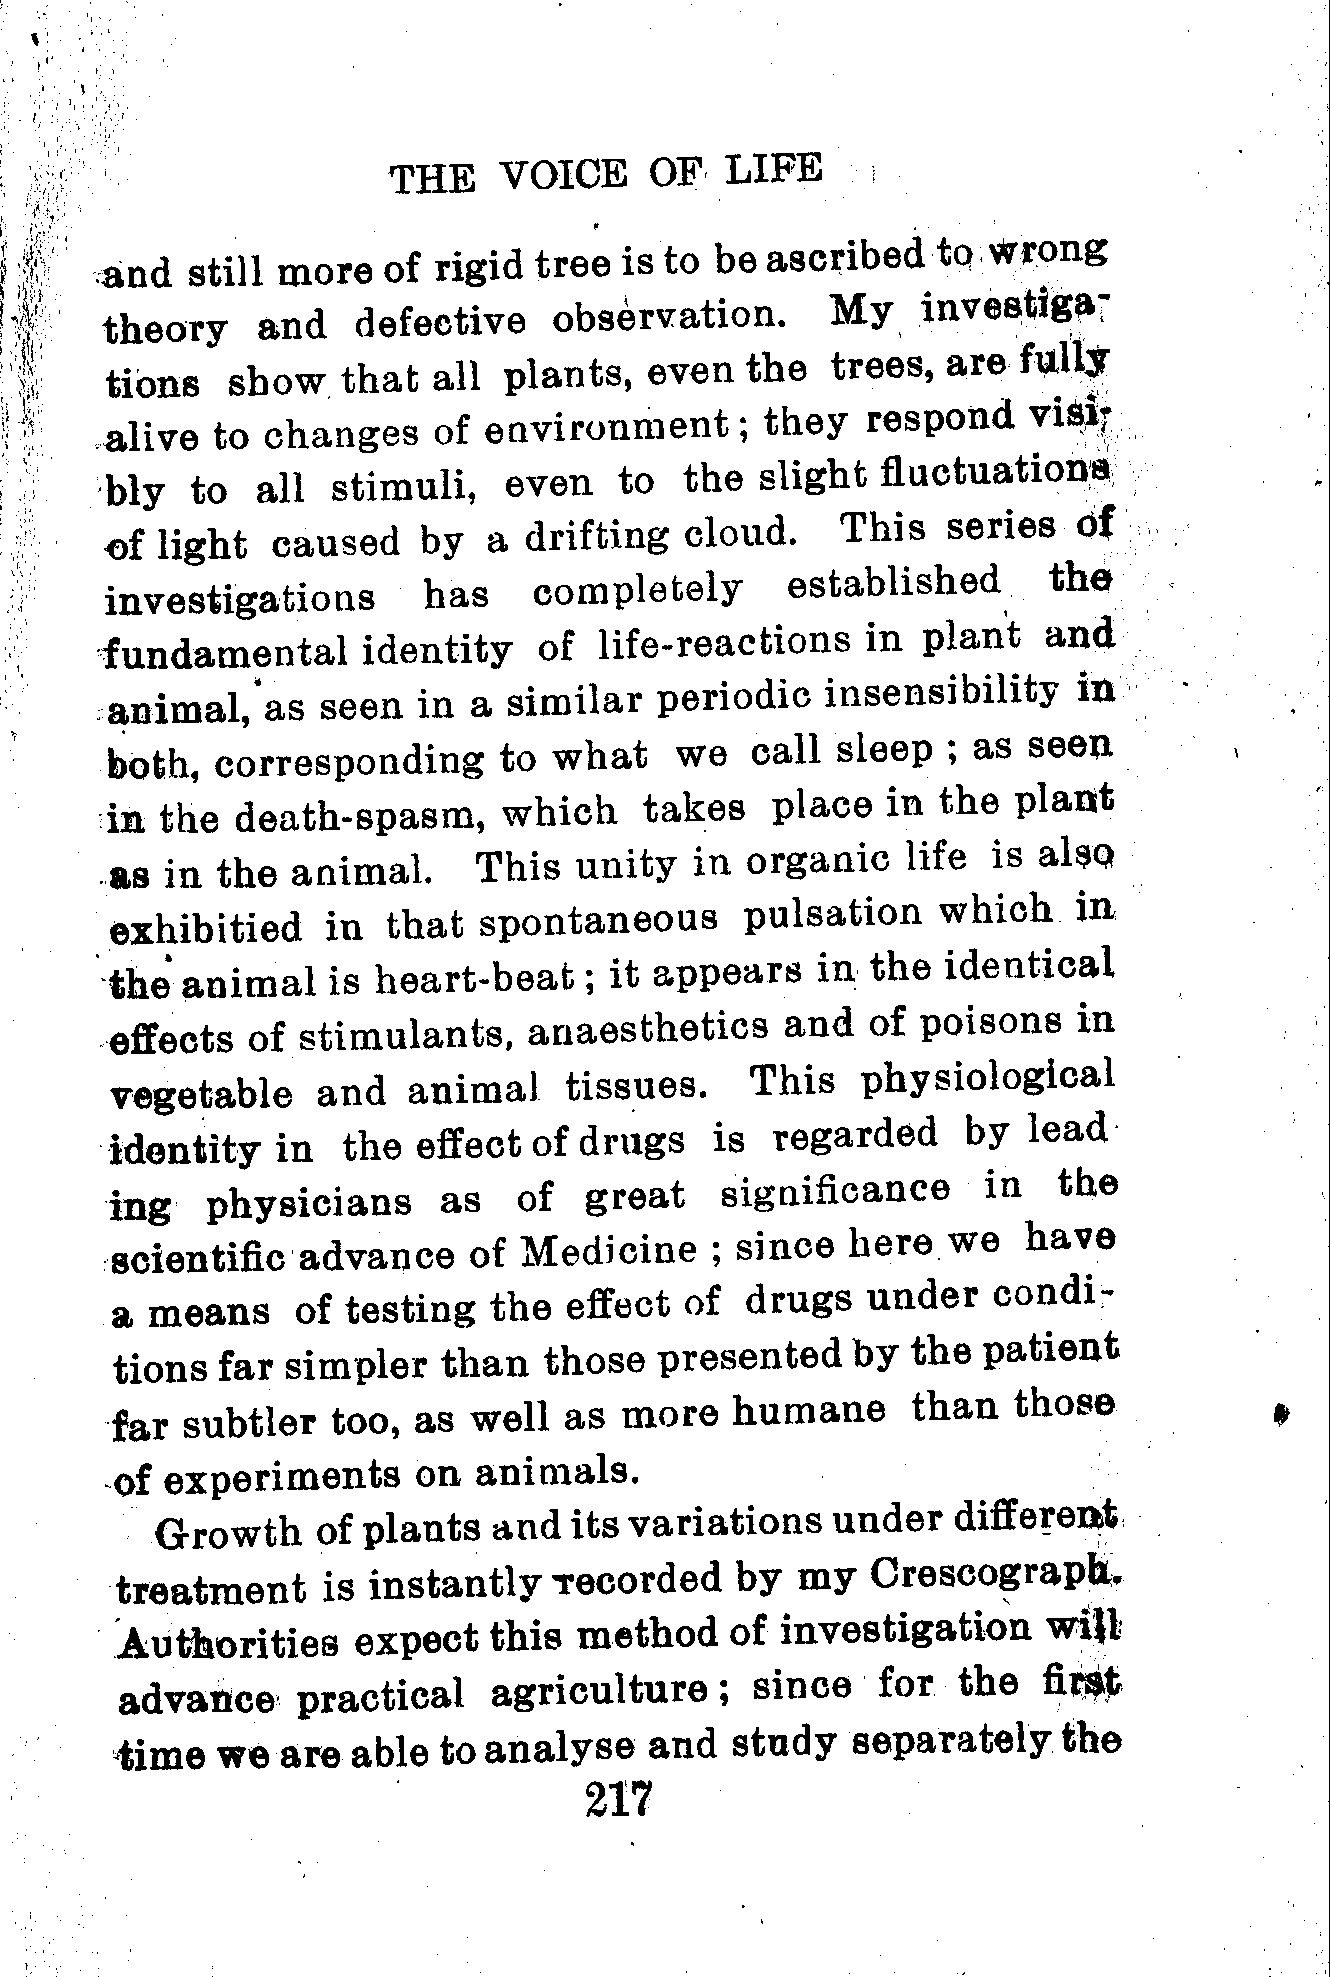 THE VOICE OF LIFE
and still more of rigid tree is to be ascribed to wrong
theory and defective observation. My investiga-
tions show that all plants, even the trees, are fully
alive to changes of environment; they respond visi-
bly to all stimuli, even to the slight fluctuations
of light caused by a drifting cloud. This series of
investigations has completely established the
fundamental identity of life-reactions in plant and
animal, as seen in a similar periodic insensibility in
both, corresponding to what we call sleep ; as seen
in the death-spasm, which takes place in the plant
as in the animal. This unity in organic life is also
exhibitied in that spontaneous pulsation which in
the animal is heart-beat ; it appears in the identical
effects of stimulants, anaesthetics and of poisons in
vegetable and animal tissues. This physiological
identity in the effect of drugs is regarded by lead
ing physicians as of great significance in the
scientific advance of Medicine ; since here we have
a means of testing the effect of drugs under condi-
tions far simpler than those presented by the patient
far subtler too, as well as more humane than those
of experiments on animals.
Growth of plants and its variations under different
treatment is instantly recorded by my Crescograph.
Authorities expect this method of investigation will
advance practical agriculture ; since for the first
time we are able to analyse and study separately the
217